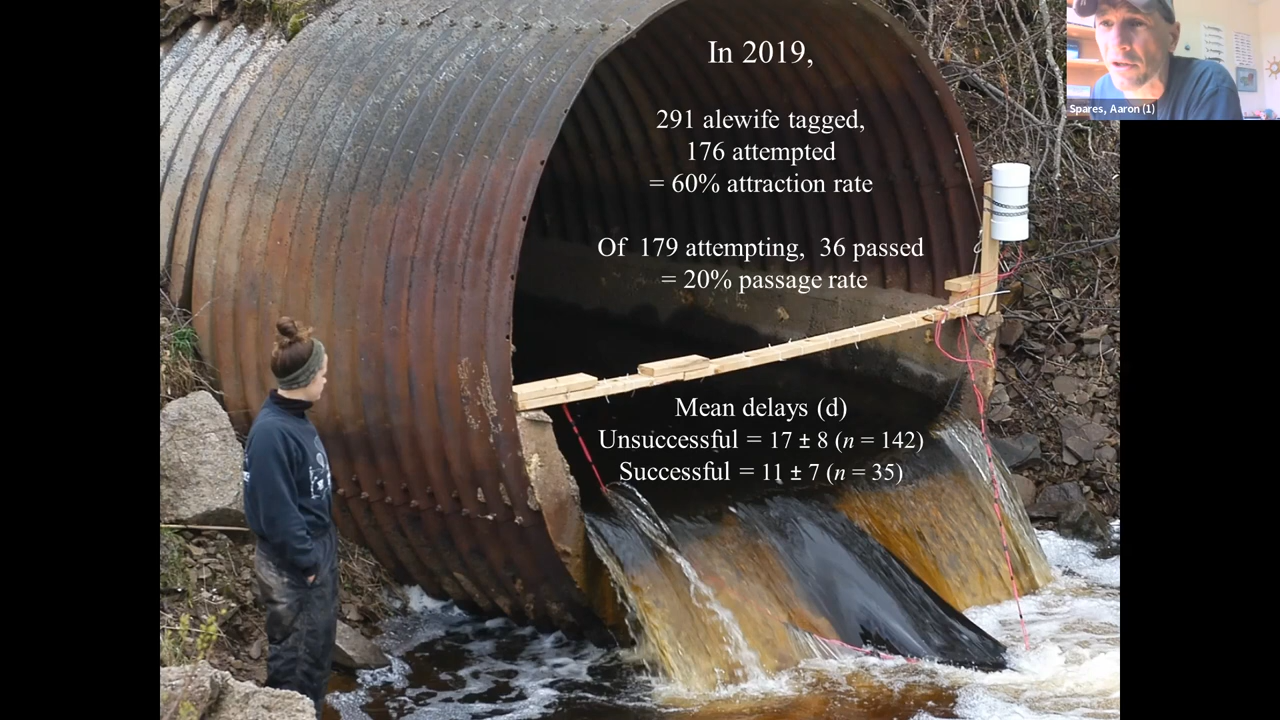 In 2019,
291 alewife tagged,
176 attempted
= 60% attraction rate
Of 179 attempting, 36 passed
= 20% passage rate
Mean delays (d)
Unsuccessful = 17 ± 8 (n = 142)
Successful = 11 ± 7 (n = 35)
Spares, Aaron (1)